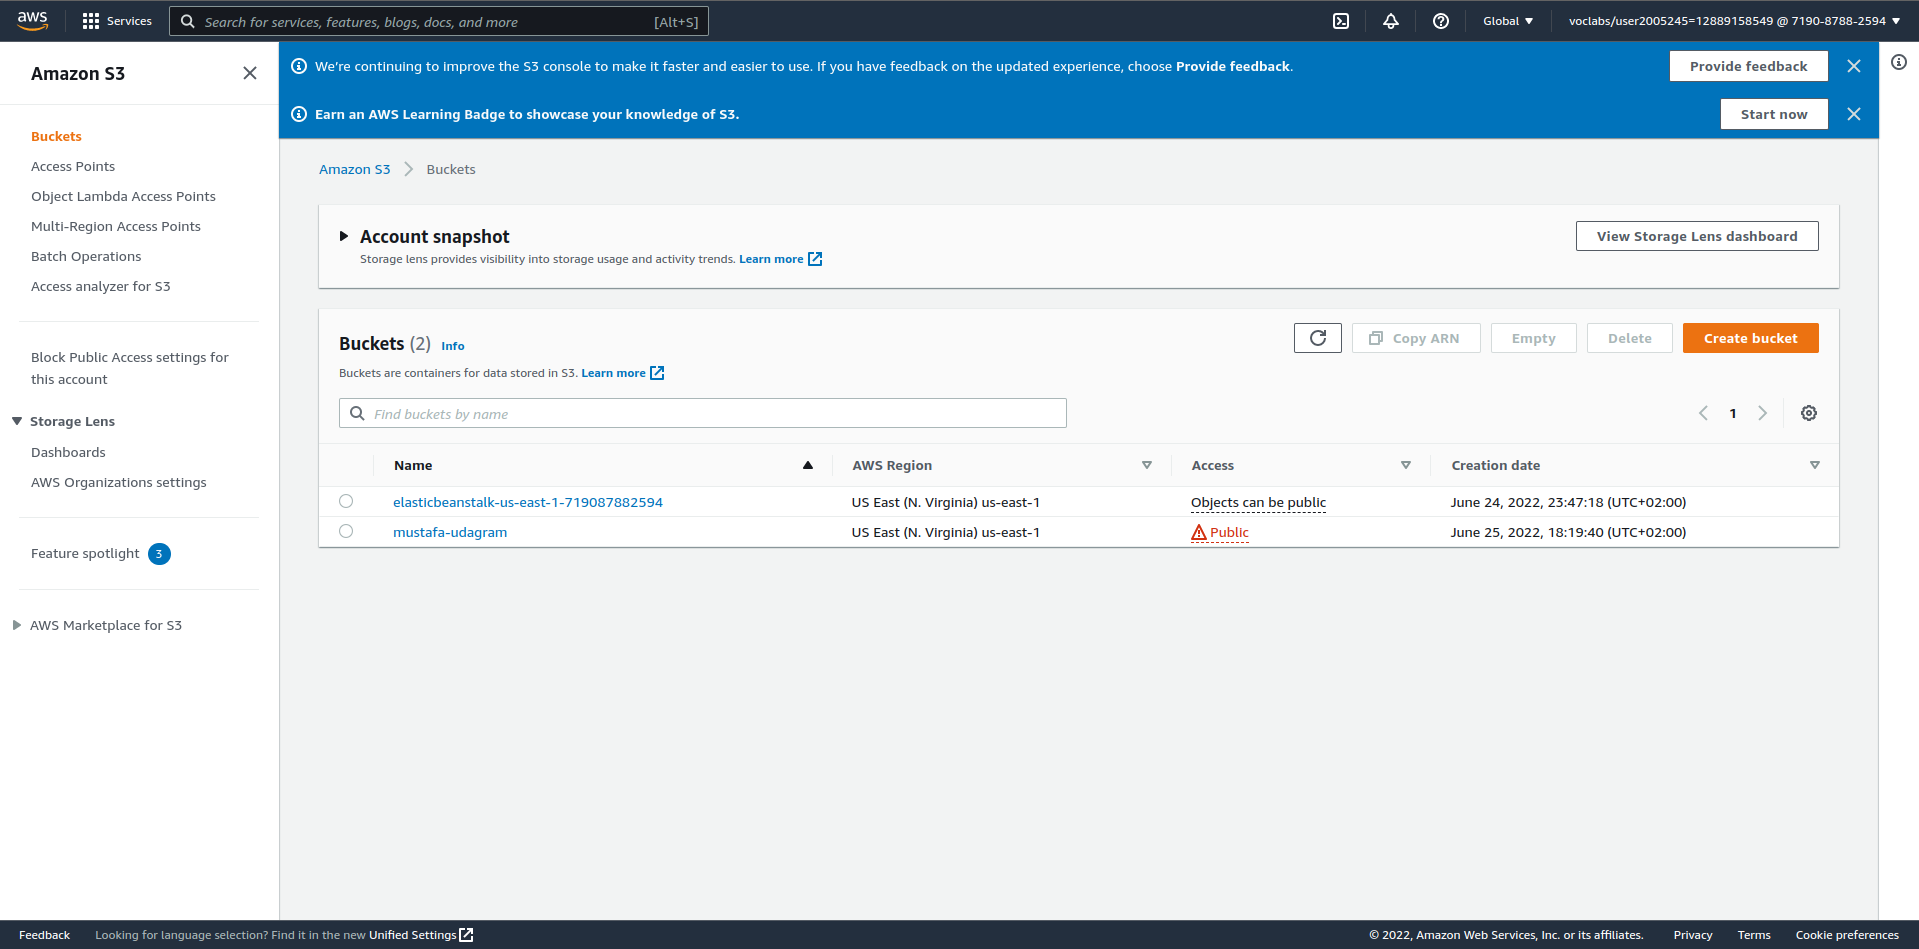 aws
Services
Search for services, features, blogs, docs, and more
[Alt+S]
Global
voclabs/user2005245=12889158549 @ 7190-8788-2594
Amazon S3
Buckets
Access Points
Object Lambda Access Points
Multi-Region Access Points
Batch Operations
Access analyzer for S3
Block Public Access settings for
this account
Storage Lens
Dashboards
AWS Organizations settings
Feature spotlight 3
AWS Marketplace for S3
We're continuing to improve the S3 console to make it faster and easier to use. If you have feedback on the updated experience, choose Provide feedback.
Provide feedback
Earn an AWS Learning Badge to showcase your knowledge of S3.
Start now
Amazon S3 Buckets
Account snapshot
Storage lens provides visibility into storage usage and activity trends. Learn more
View Storage Lens dashboard
Buckets (2) Info
Buckets are containers for data stored in S3. Learn more
Copy ARN
Empty
Delete
Create bucket
Find buckets by name
1
Name AWS Region Access Creation date
elasticbeanstalk-us-east-1-719087882594 US East (N. Virginia) us-east-1 Objects can be public June 24, 2022, 23:47:18 (UTC+02:00)
mustafa-udagram US East (N. Virginia) us-east-1 Public June 25, 2022, 18:19:40 (UTC+02:00)
Feedback Looking for language selection? Find it in the new Unified Settings
© 2022, Amazon Web Services, Inc. or its affiliates. Privacy Terms Cookie preferences